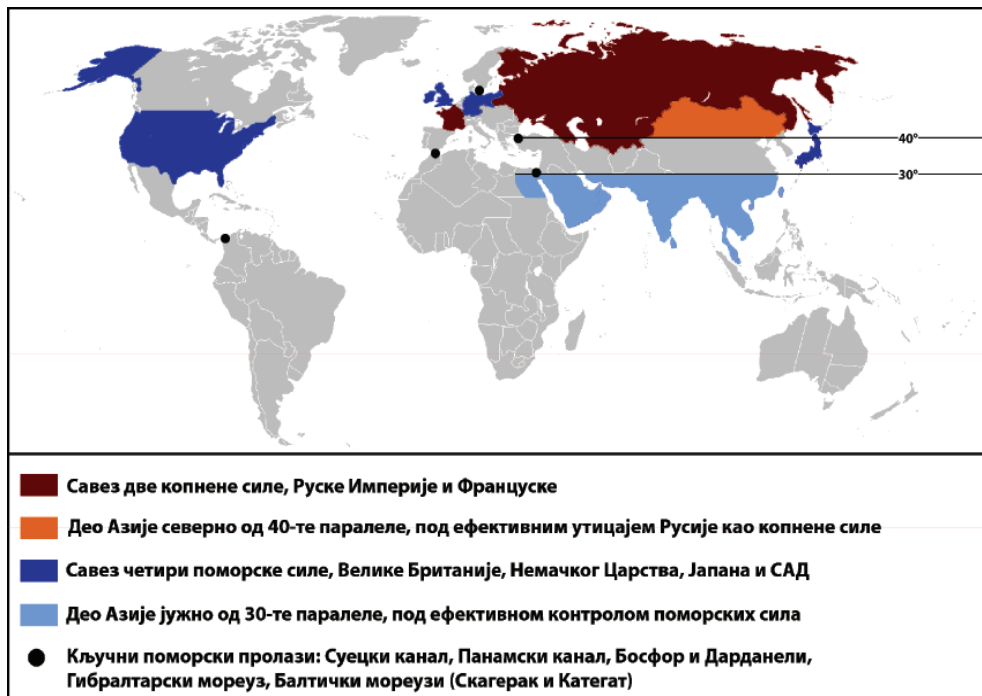 40°
30°
Савез две копнене силе, Руске Империје и Француске
Део Азије северно од 40-те паралеле, под ефективним утицајем Русије као копнене силе
Савез четири поморске силе, Велике Британије, Немачког Царства, Јапана и САД
Део Азије јужно од 30-те паралеле, под ефективном контролом поморских сила
Кључни поморски пролази: Суецки канал, Панамски канал, Босфор и Дарданели,
Гибралтарски мореуз, Балтички мореузи (Скагерак и Категат)